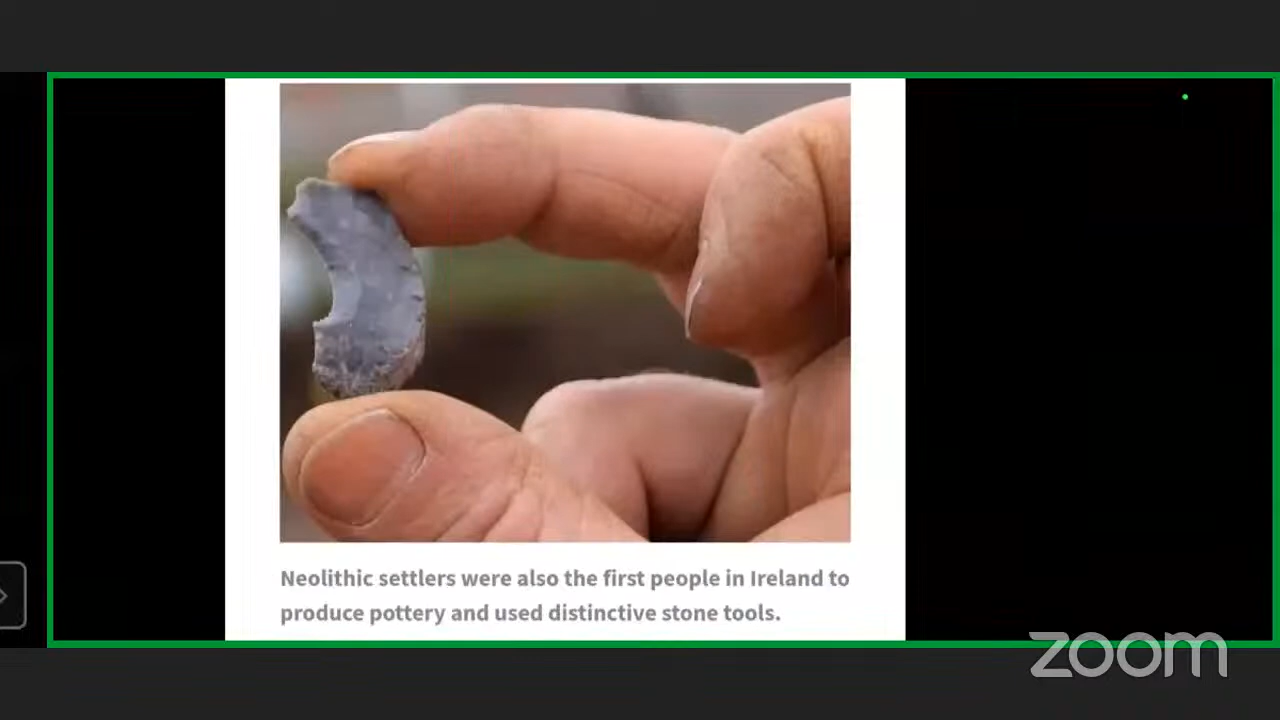 Neolithic settlers were also the first people in Ireland to
produce pottery and used distinctive stone tools.
zoom